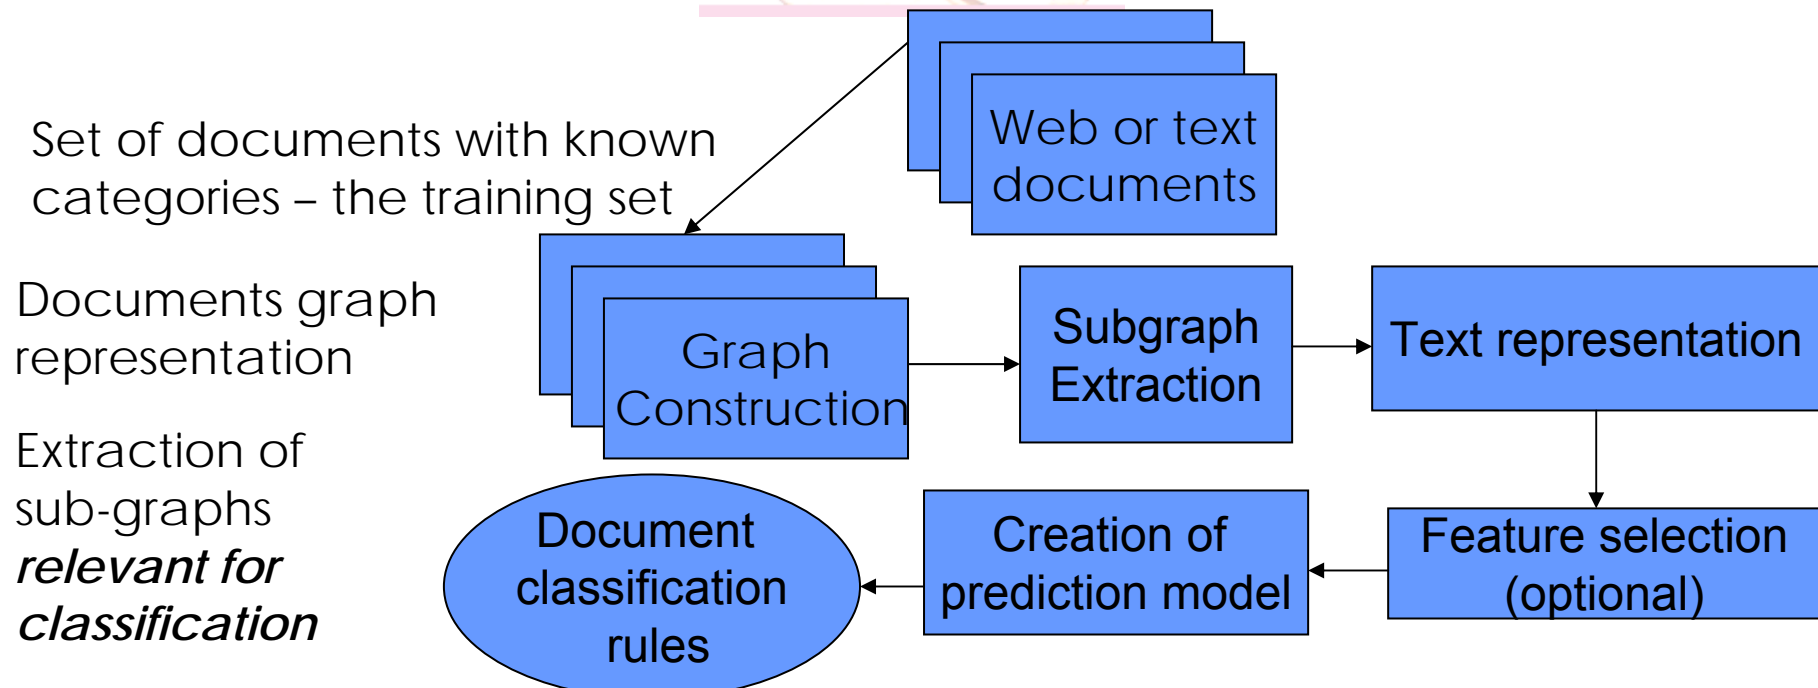 Web or text
documents
Set of documents with known
categories – the training set
Documents graph
representation
Graph
Construction
Subgraph
Extraction
Text representation
Extraction of
sub-graphs
relevant for
classification
Document
classification
rules
Creation of
prediction model
Feature selection
(optional)